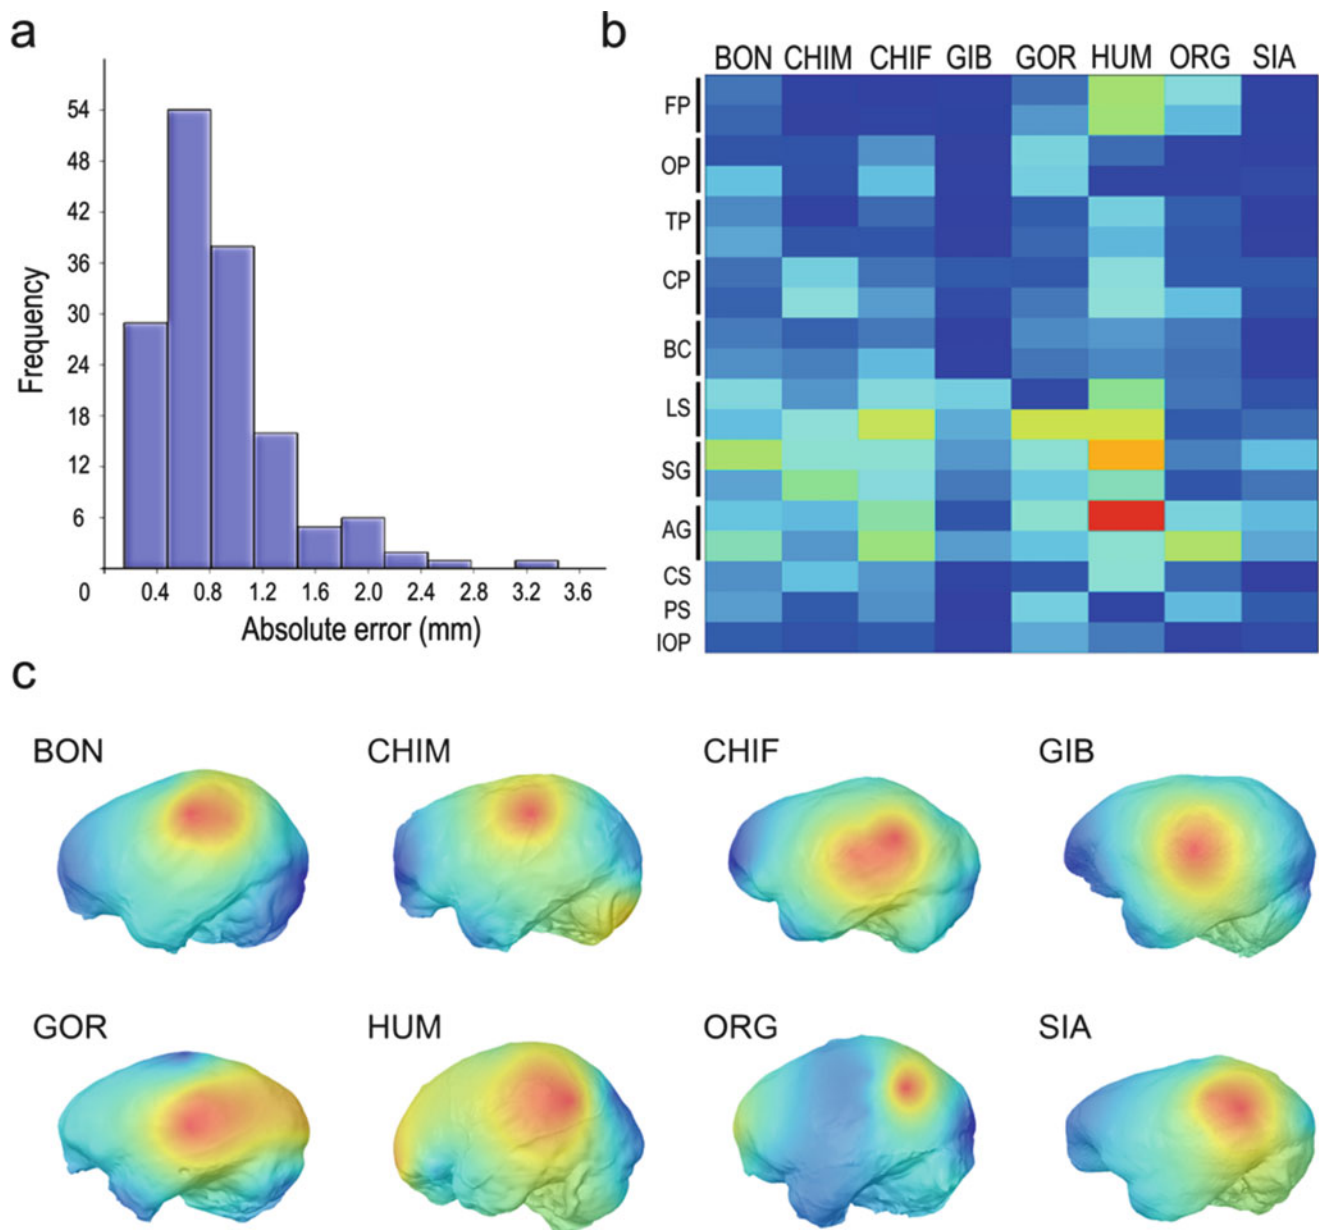 a
Frequency
54
48
42
36
30
24
18
12
6
0 0.4 0.8 1.2 1.6 2.0 2.4 2.8 3.2 3.6
Absolute error (mm)
b
BON CHIM CHIF GIB GOR HUM ORG SIA
FP
OP
TP
CP
BC
LS
SG
AG
CS
PS
IOP
c
BON CHIM CHIF GIB
GOR HUM ORG SIA